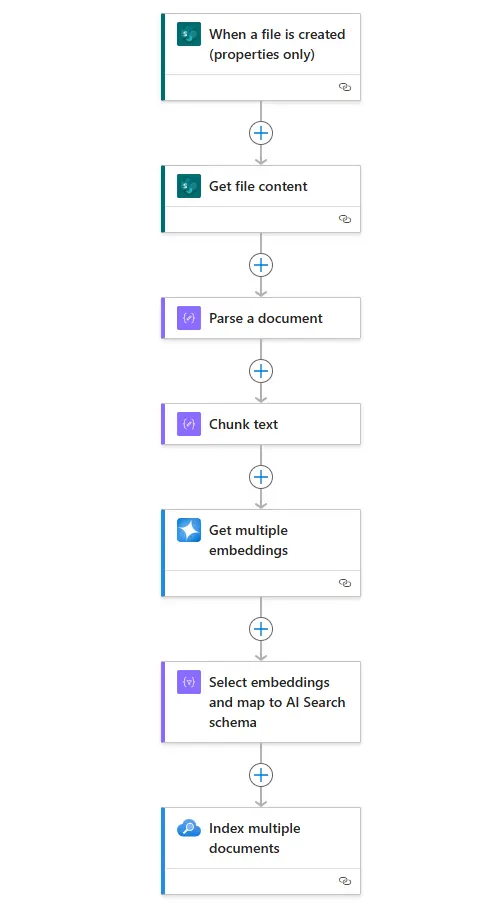 When a file is created
(properties only)
Get file content
Parse a document
Chunk text
Get multiple
embeddings
Select embeddings
and map to AI Search
schema
Index multiple
documents